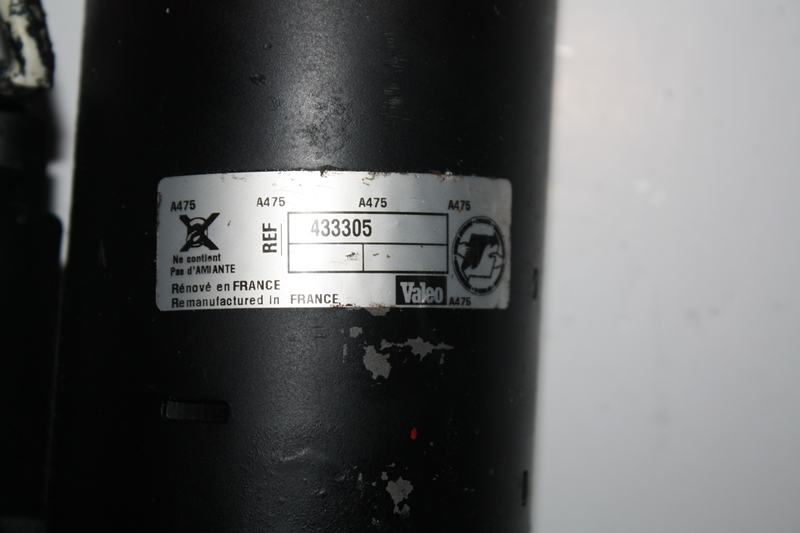 A475 A475 A475 A475
REF 433305
Ne contient
Pas d'AMIANTE
Rénové en FRANCE
Remanufactured in FRANCE
Valeo A475